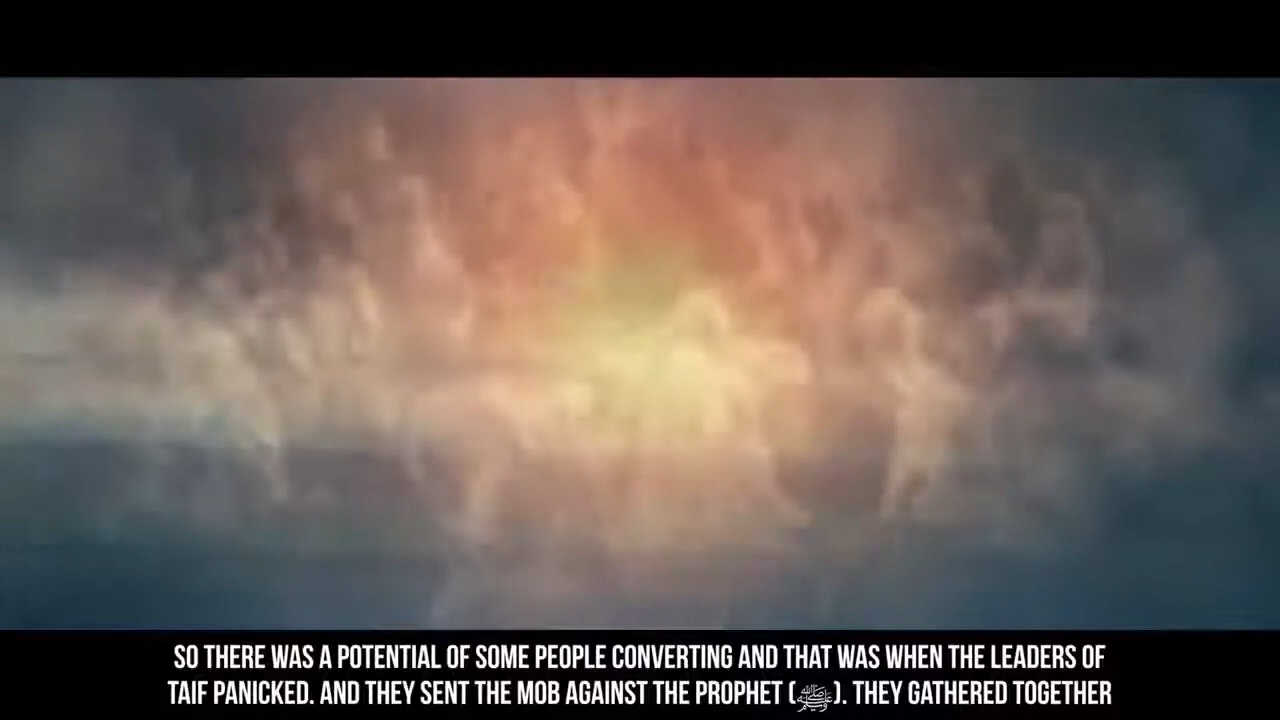 SO THERE WAS A POTENTIAL OF SOME PEOPLE CONVERTING AND THAT WAS WHEN THE LEADERS OF
TAIF PANICKED. AND THEY SENT THE MOB AGAINST THE PROPHET (ﷺ). THEY GATHERED TOGETHER